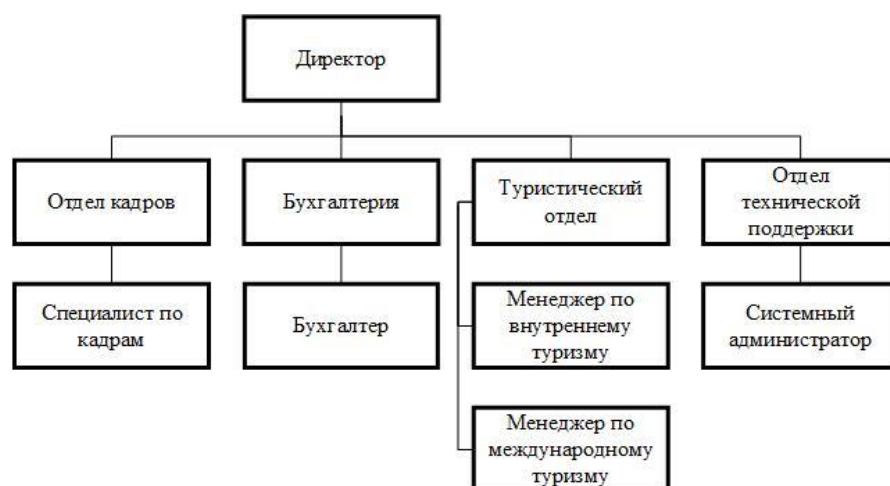 Директор
Отдел кадров
Бухгалтерия
Туристический
отдел
Отдел
технической
поддержки
Специалист по
кадрам
Бухгалтер
Менеджер по
внутреннему
туризму
Системный
администратор
Менеджер по
международному
туризму